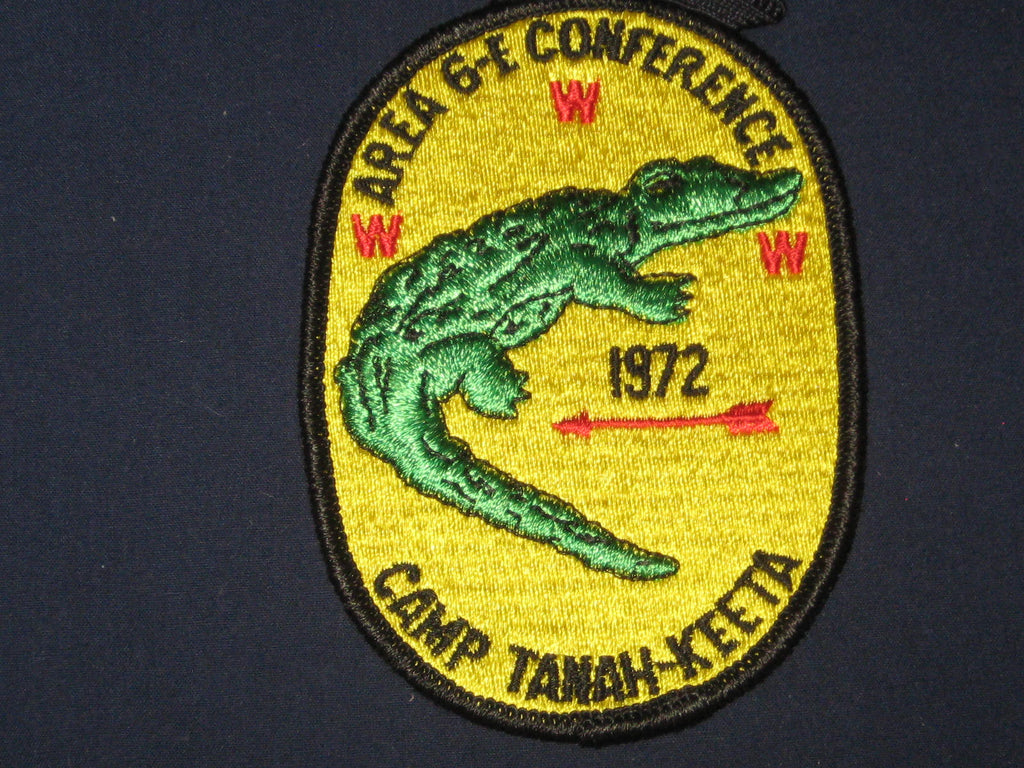 AREA 6-E CONFERENCE
W
W W
1972
CAMP TANAH-KEETA